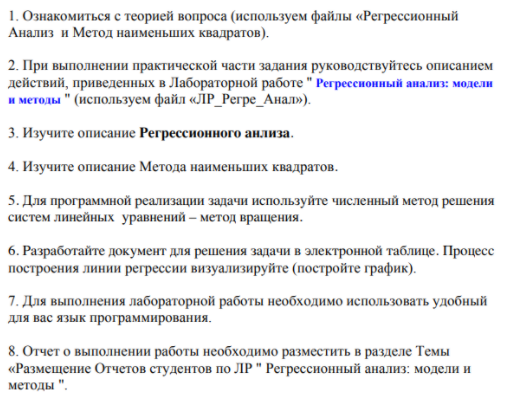 1. Ознакомиться с теорией вопроса (используем файлы «Регрессионный
Анализ и Метод наименьших квадратов).
2. При выполнении практической части задания руководствуйтесь описанием
действий, приведенных в Лабораторной работе " Регрессионный анализ: модели
и методы " (используем файл «ЛР_Регре_Анал»).
3. Изучите описание Регрессионного анлиза.
4. Изучите описание Метода наименьших квадратов.
5. Для программной реализации задачи используйте численный метод решения
систем линейных уравнений – метод вращения.
6. Разработайте документ для решения задачи в электронной таблице. Процесс
построения линии регрессии визуализируйте (постройте график).
7. Для выполнения лабораторной работы необходимо использовать удобный
для вас язык программирования.
8. Отчет о выполнении работы необходимо разместить в разделе Темы
«Размещение Отчетов студентов по ЛР " Регрессионный анализ: модели и
методы ".